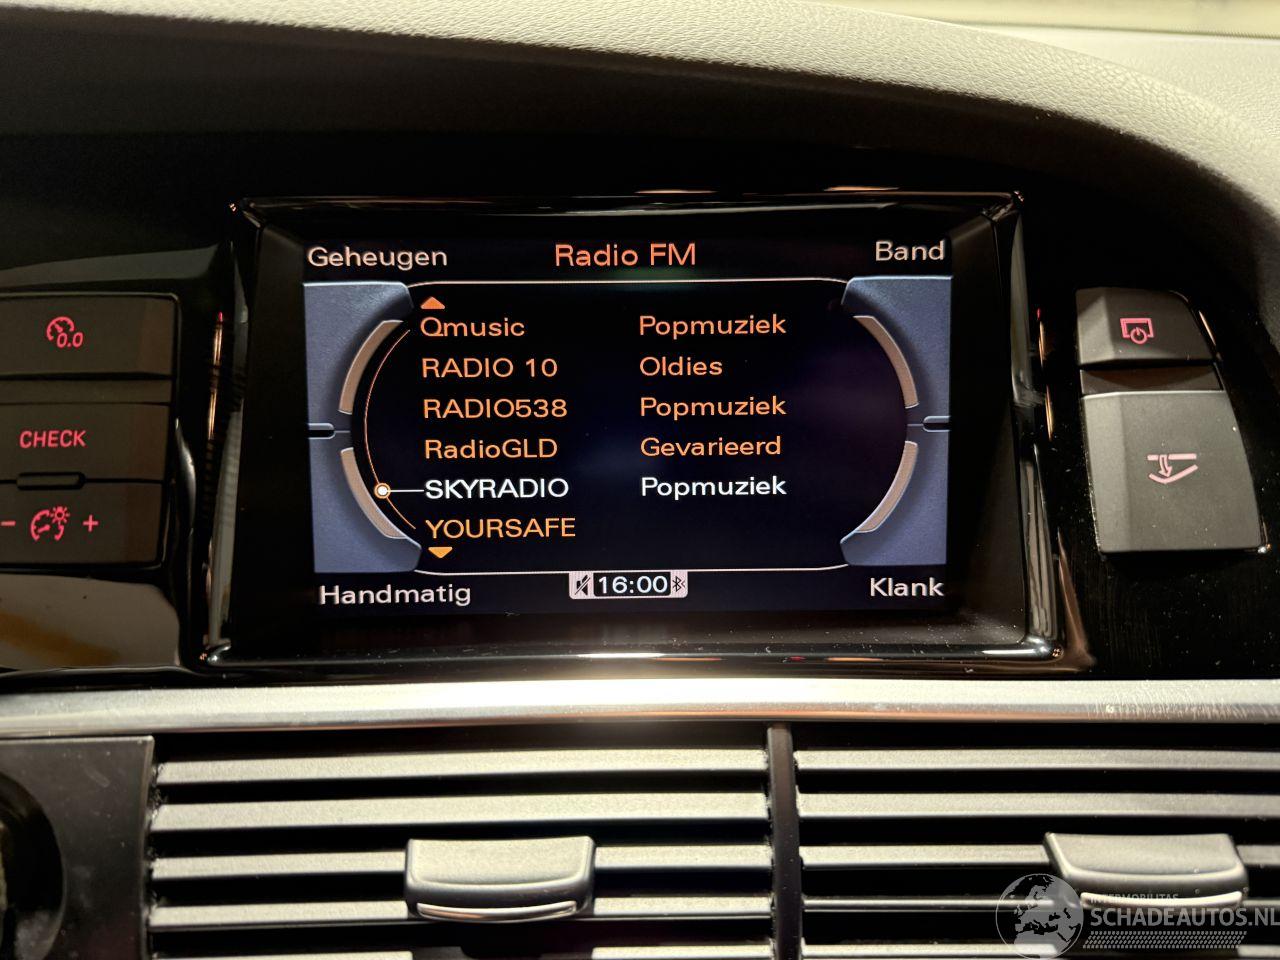 Geheugen Radio FM Band
Qmusic Popmuziek
RADIO 10 Oldies
RADIO538 Popmuziek
RadioGLD Gevarieerd
SKYRADIO Popmuziek
YOURSAFE
Handmatig 16:00 Klank
0.0
CHECK
- +
INTERMOBILITAS
SCHADEAUTOS.NL